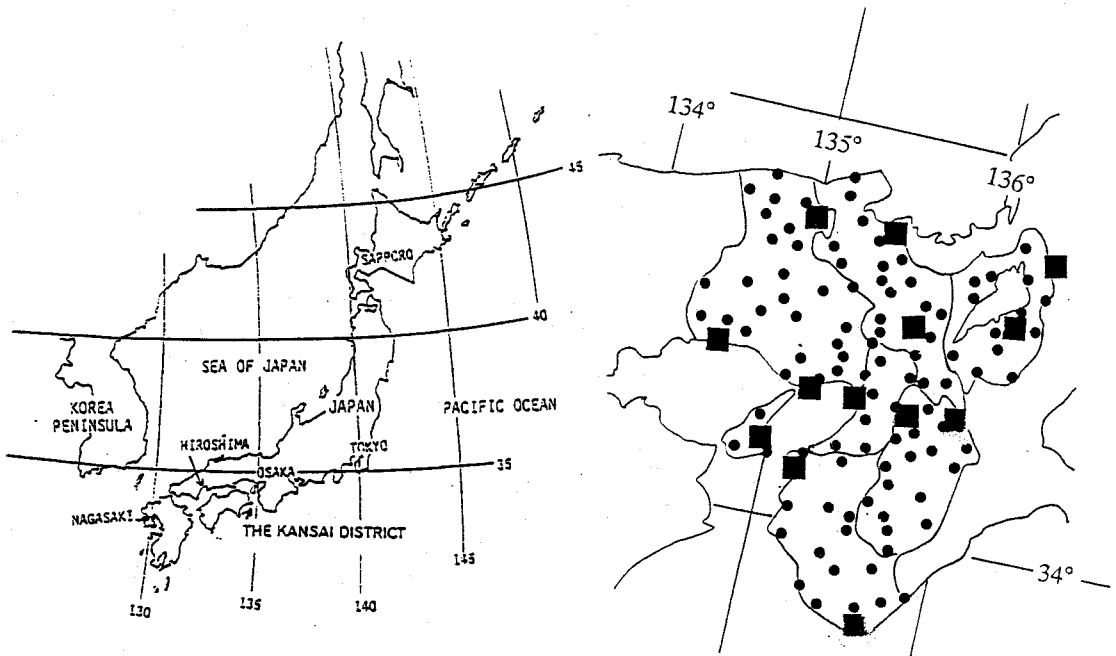 45
SAPPORO
40
SEA OF JAPAN
KOREA
PENINSULA
JAPAN
PACIFIC OCEAN
HIROSHIMA
TOKYO
OSAKA
35
NAGASAKI
THE KANSAI DISTRICT
145
130
135
140
134°
135°
136°
34°